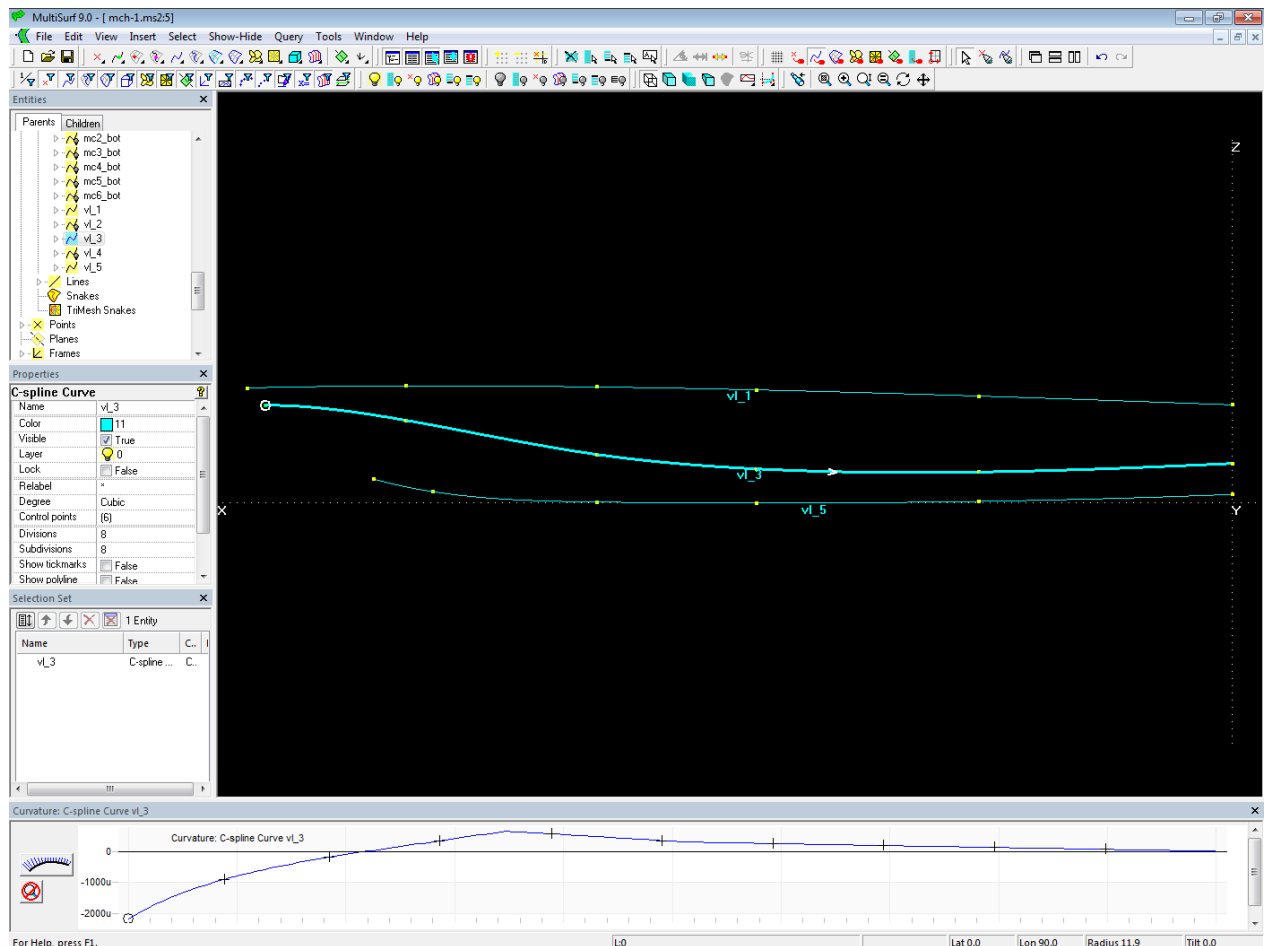 MultiSurf 9.0 - [ mch-1.ms2:5]
File Edit View Insert Select Show-Hide Query Tools Window Help
Entities
Parents Children
mc2_bot
mc3_bot
mc4_bot
mc5_bot
mc6_bot
vl_1
vl_2
vl_3
vl_4
vl_5
Lines
Snakes
TriMesh Snakes
Points
Planes
Frames
Properties
C-spline Curve
Name vl_3
Color 11
Visible True
Layer 0
Lock False
Relabel *
Degree Cubic
Control points (6)
Divisions 8
Subdivisions 8
Show tickmarks False
Show polyline False
Selection Set
1 Entity
Name Type C..
vl_3 C-spline ... C..
Z
vl_1
vl_3
X vl_5 Y
Curvature: C-spline Curve vl_3
Curvature: C-spline Curve vl_3
0
-1000u
-2000u
For Help, press F1. L:0 Lat 0.0 Lon 90.0 Radius 11.9 Tilt 0.0